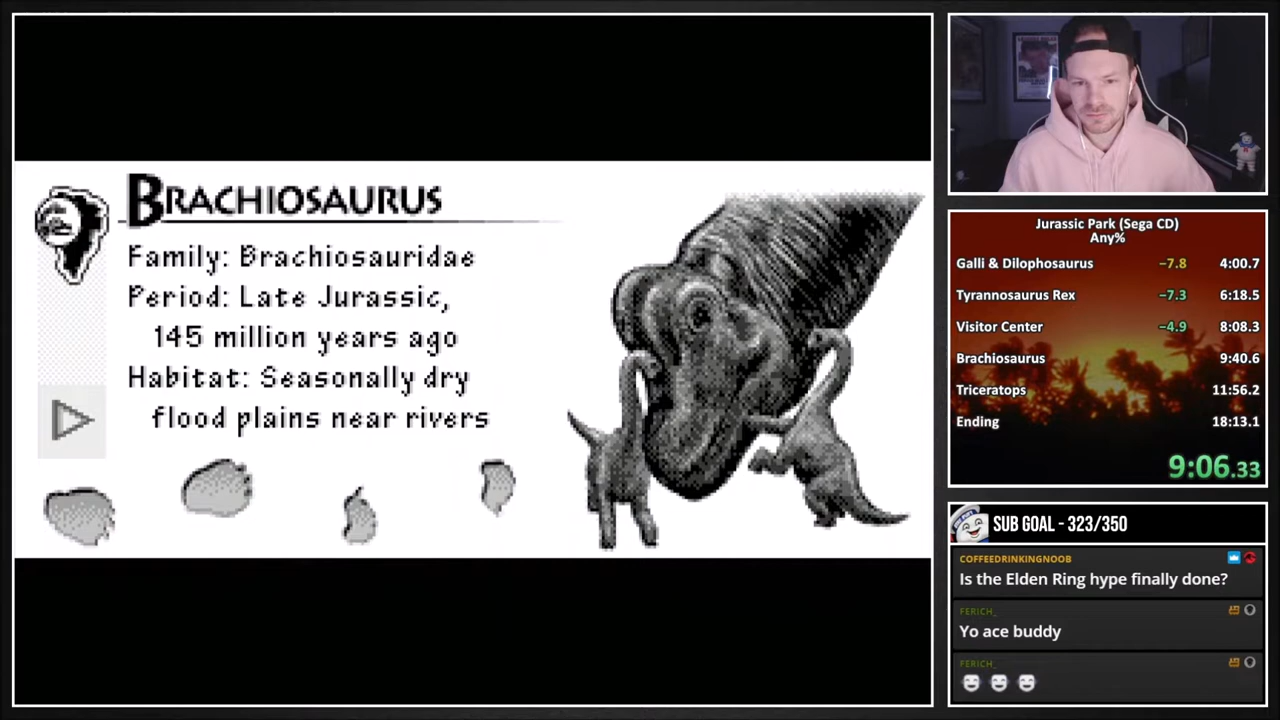 BRACHIOSAURUS
Family: Brachiosauridae
Period: Late Jurassic,
145 million years ago
Habitat: Seasonally dry
flood plains near rivers
Jurassic Park (Sega CD)
Any%
Galli & Dilophosaurus −7.8 4:00.7
Tyrannosaurus Rex −7.3 6:18.5
Visitor Center −4.9 8:08.3
Brachiosaurus 9:40.6
Triceratops 11:56.2
Ending 18:13.1
9:06.33
SUB GOAL - 323/350
COFFEEDRINKINGNOOB
Is the Elden Ring hype finally done?
FERICH_
Yo ace buddy
FERICH_